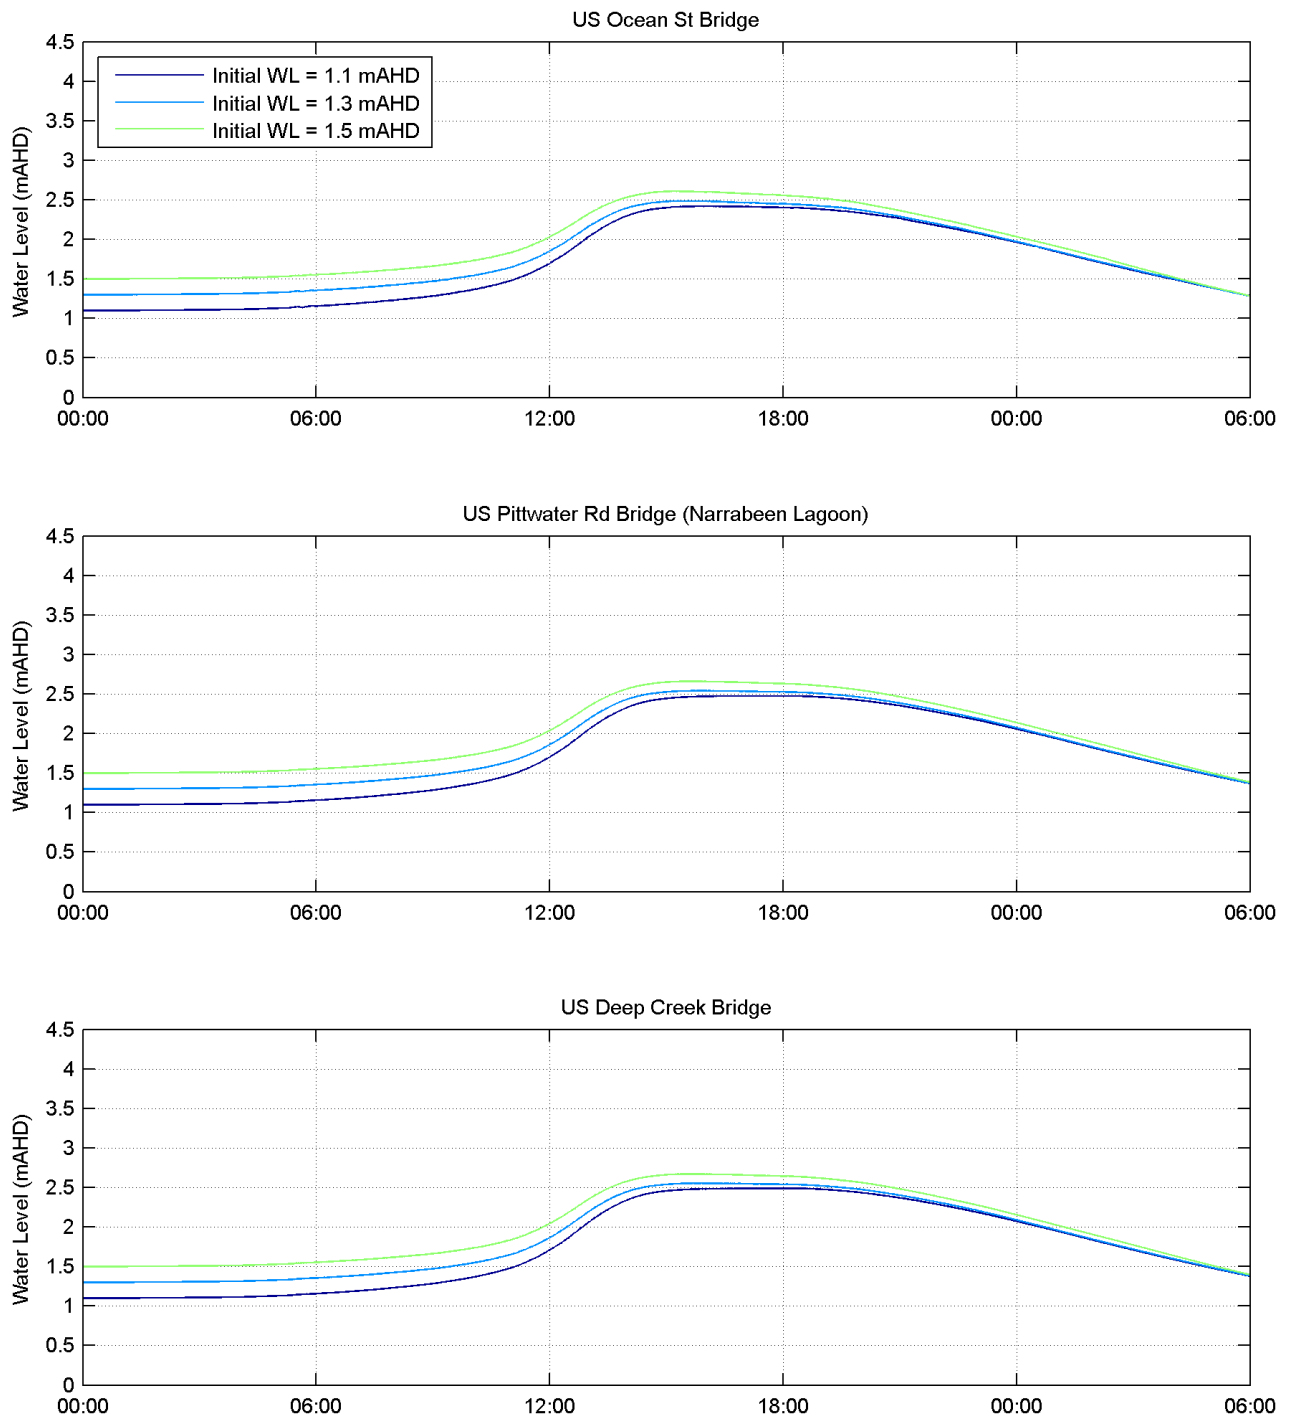 US Ocean St Bridge
4.5
4
3.5
3
2.5
2
1.5
1
0.5
0
Water Level (mAHD)
Initial WL = 1.1 mAHD
Initial WL = 1.3 mAHD
Initial WL = 1.5 mAHD
00:00 06:00 12:00 18:00 00:00 06:00
US Pittwater Rd Bridge (Narrabeen Lagoon)
4.5
4
3.5
3
2.5
2
1.5
1
0.5
0
Water Level (mAHD)
00:00 06:00 12:00 18:00 00:00 06:00
US Deep Creek Bridge
4.5
4
3.5
3
2.5
2
1.5
1
0.5
0
Water Level (mAHD)
00:00 06:00 12:00 18:00 00:00 06:00